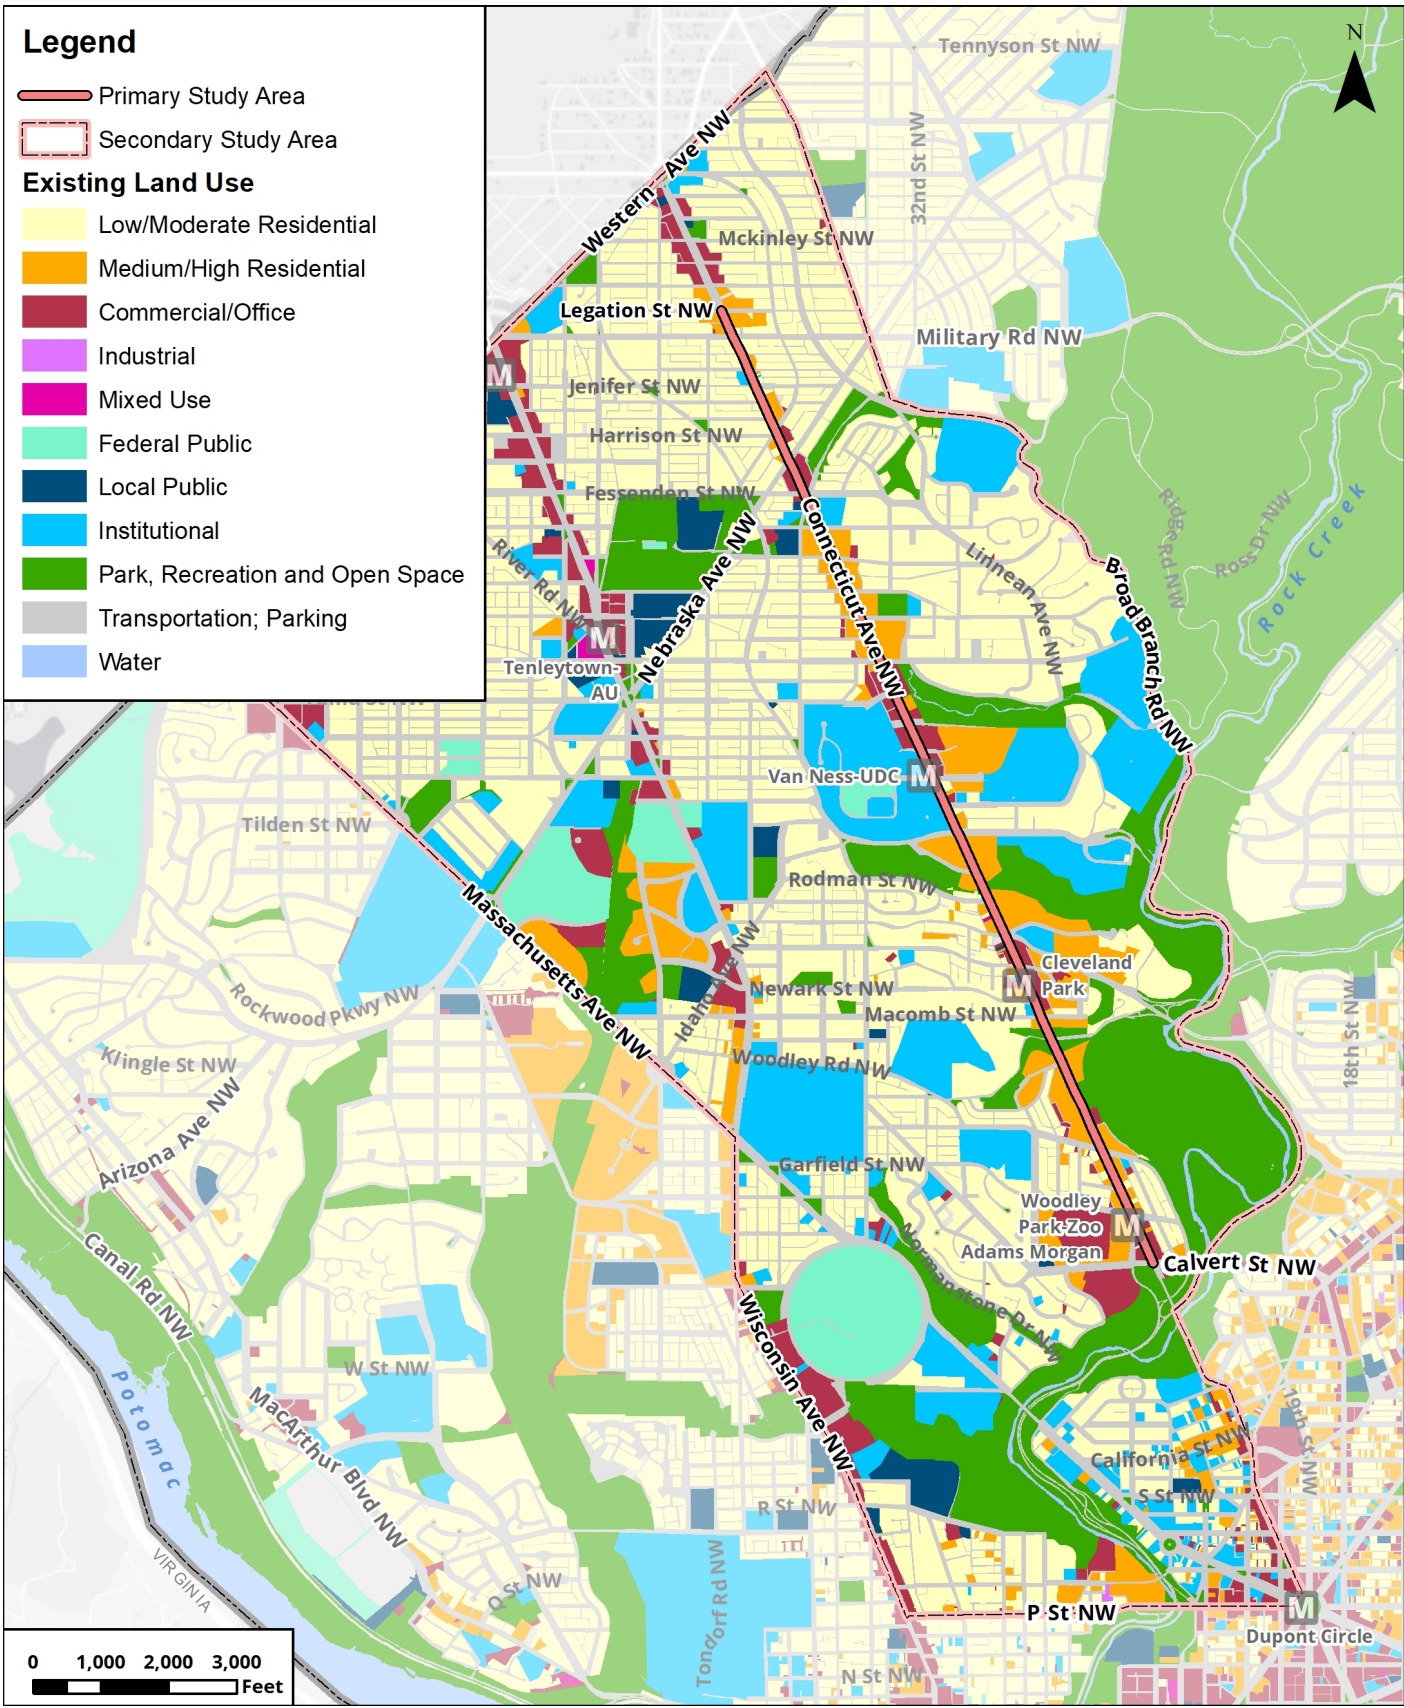 Legend
Primary Study Area
Secondary Study Area
Existing Land Use
Low/Moderate Residential
Medium/High Residential
Commercial/Office
Industrial
Mixed Use
Federal Public
Local Public
Institutional
Park, Recreation and Open Space
Transportation; Parking
Water
N
Tennyson St NW
32nd St NW
Western Ave NW
Mckinley St NW
Legation St NW
Military Rd NW
M
Jenifer St NW
Harrison St NW
Fessenden St NW
Connecticut Ave NW
Nebraska Ave NW
River Rd NW
Linnean Ave NW
Ridge Rd NW
Ross Dr NW
Rock Creek
Broad Branch Rd NW
M
Tenleytown-
AU
Van Ness-UDC
M
Tilden St NW
Rodman St NW
Massachusetts Ave NW
Idaho Ave NW
Cleveland
Park
M
Newark St NW
Macomb St NW
Rockwood Pkwy NW
Woodley Rd NW
18th St NW
Klingle St NW
Arizona Ave NW
Garfield St NW
Woodley
Park-Zoo
Adams Morgan
M
Calvert St NW
Normanstone Dr NW
Canal Rd NW
Wisconsin Ave NW
W St NW
Potomac
MacArthur Blvd NW
19th St NW
California St NW
S St NW
R St NW
VIRGINIA
Q St NW
Tondorf Rd NW
P St NW
M
Dupont Circle
N St NW
0 1,000 2,000 3,000
Feet